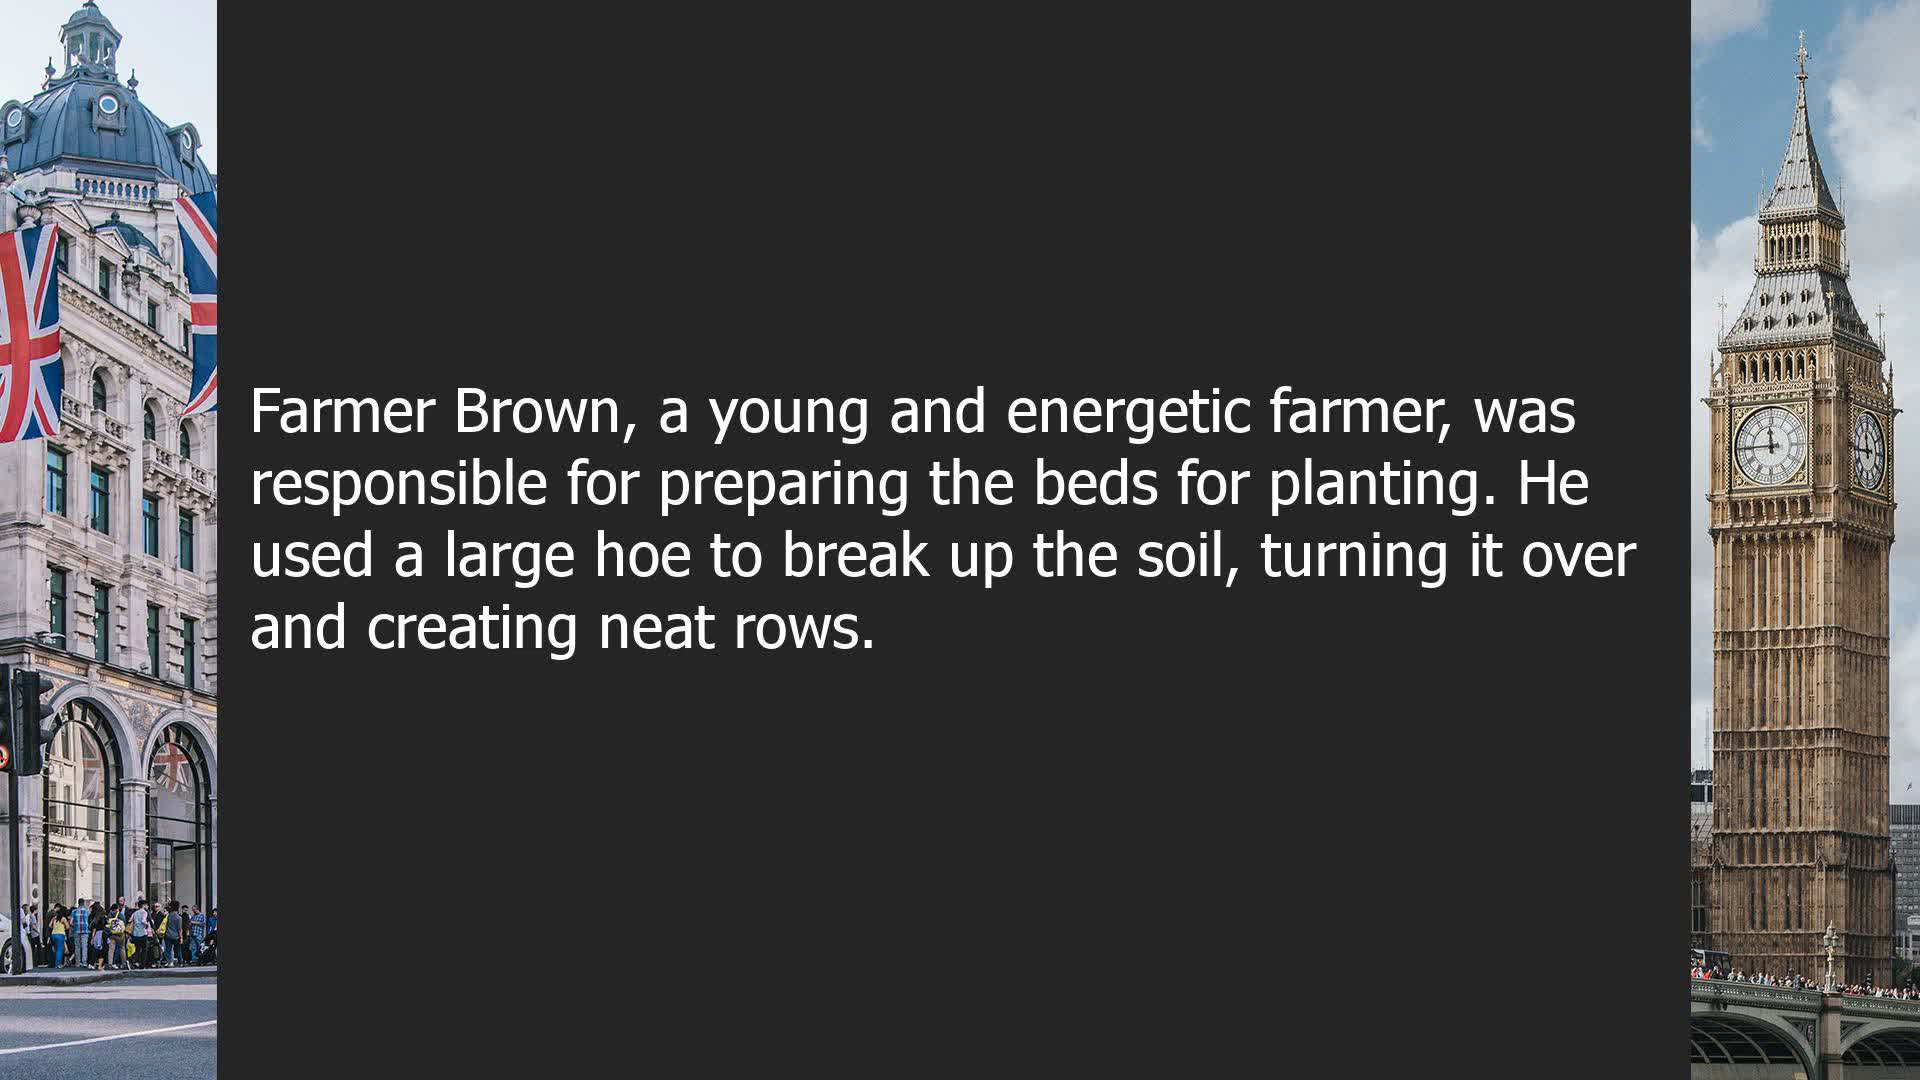 Farmer Brown, a young and energetic farmer, was
responsible for preparing the beds for planting. He
used a large hoe to break up the soil, turning it over
and creating neat rows.